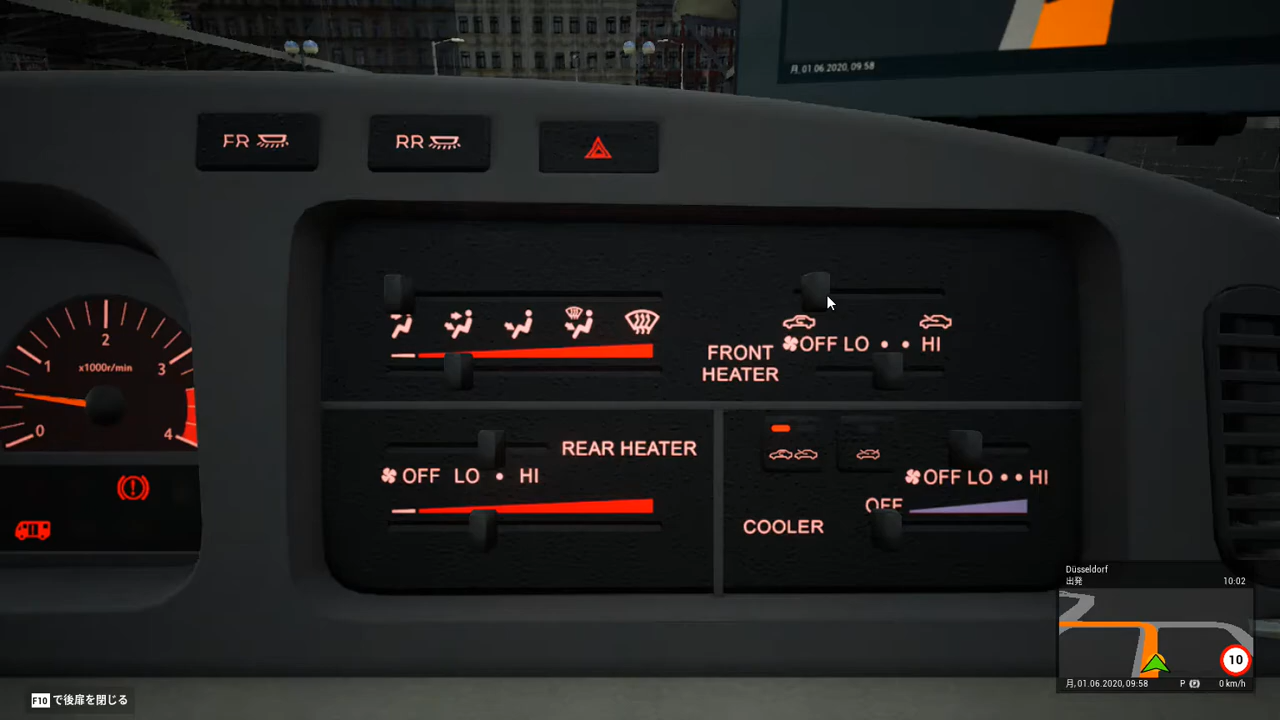 月, 01.06.2020, 09:58
FR
RR
2
1
x1000r/min
3
0
4
FRONT
HEATER
OFF LO • • HI
REAR HEATER
OFF LO • HI
OFF LO • • HI
OFF
COOLER
Düsseldorf
出発 10:02
10
月, 01.06.2020, 09:58 P 0 km/h
F10 で後扉を閉じる